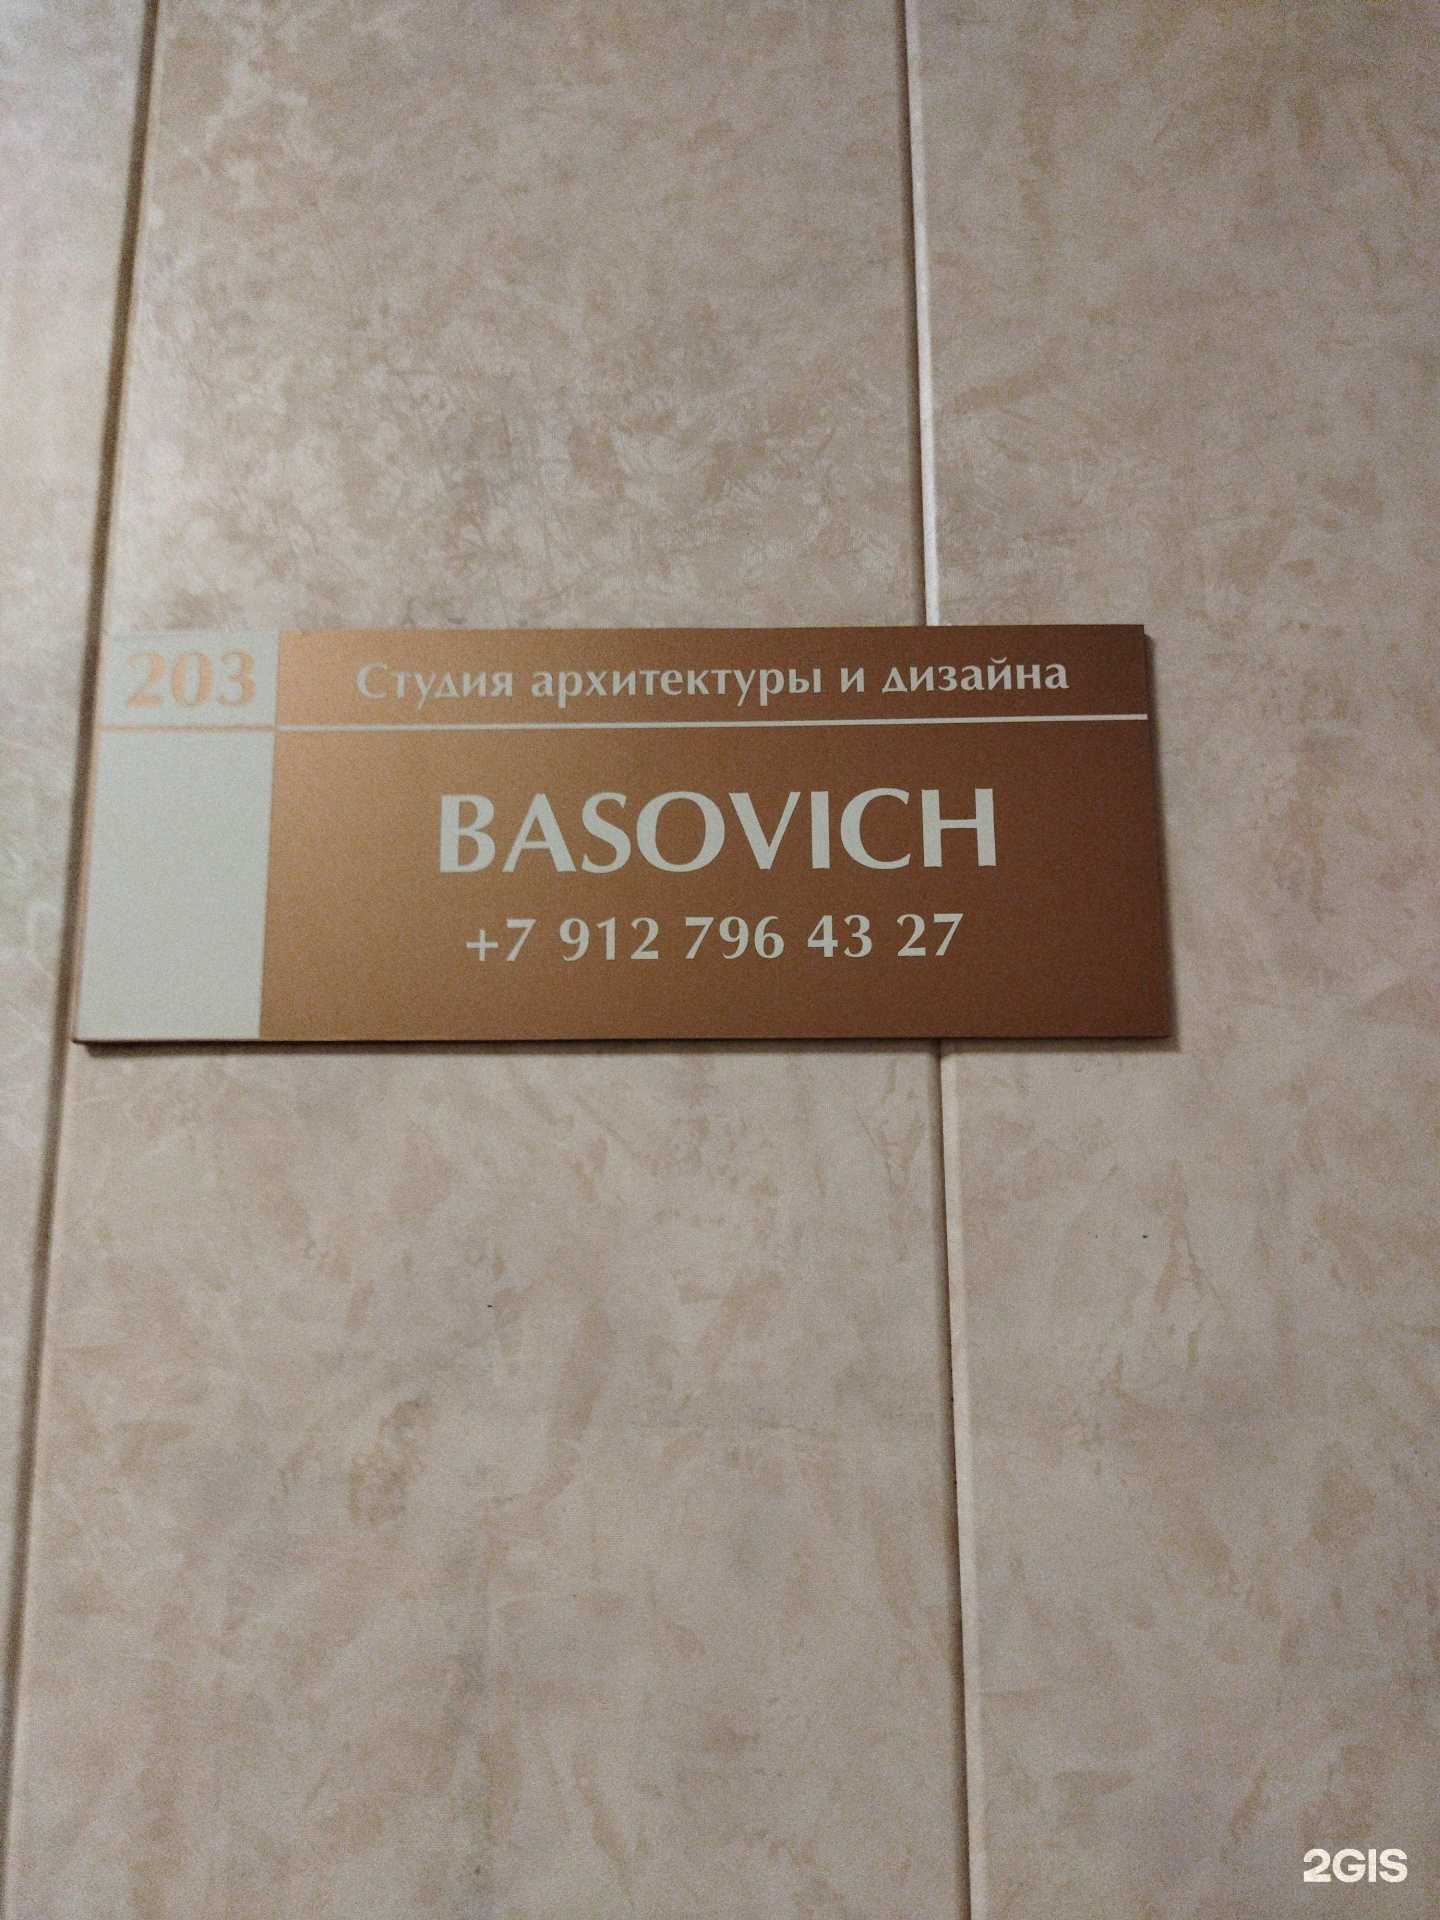 203
Студия архитектуры и дизайна
BASOVICH
+7 912 796 43 27
2GIS